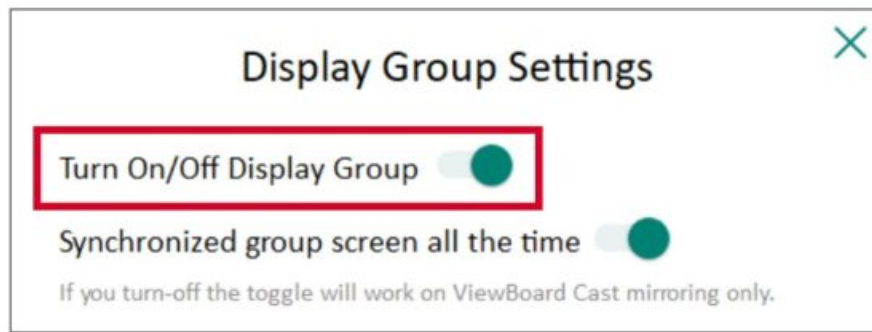 Display Group Settings
Turn On/Off Display Group
Synchronized group screen all the time
If you turn-off the toggle will work on ViewBoard Cast mirroring only.